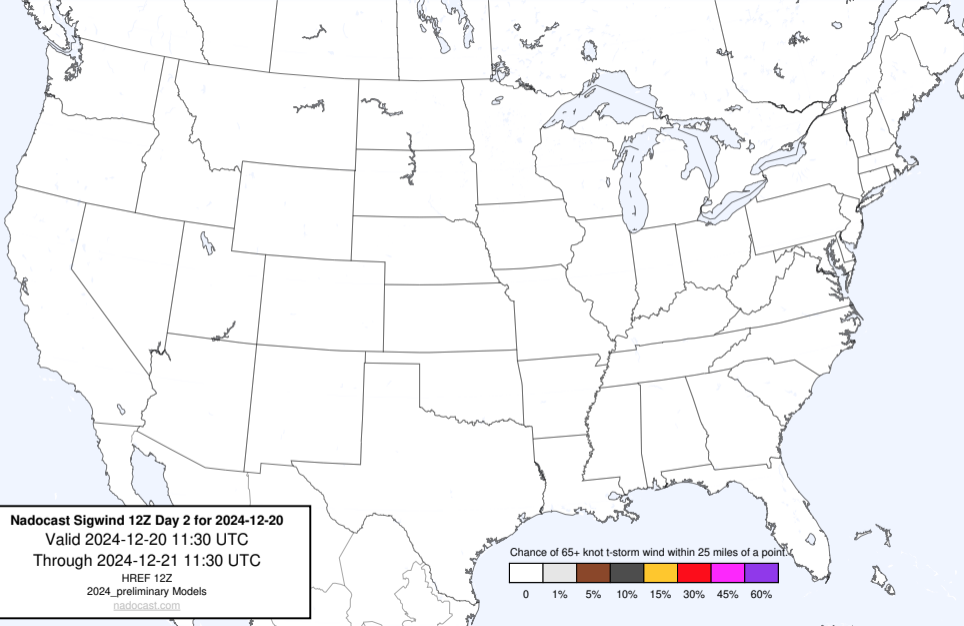 Nadocast Sigwind 12Z Day 2 for 2024-12-20
Valid 2024-12-20 11:30 UTC
Through 2024-12-21 11:30 UTC
HREF 12Z
2024_preliminary Models
nadocast.com
Chance of 65+ knot t-storm wind within 25 miles of a point.
0 1% 5% 10% 15% 30% 45% 60%